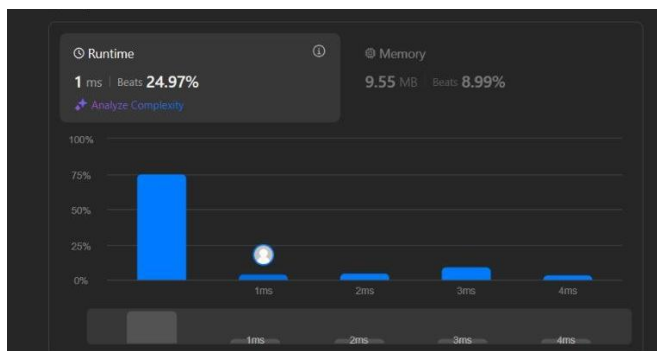 Runtime
1 ms | Beats 24.97%
Analyze Complexity
Memory
9.55 MB | Beats 8.99%
100%
75%
50%
25%
0%
1ms 2ms 3ms 4ms
1ms 2ms 3ms 4ms